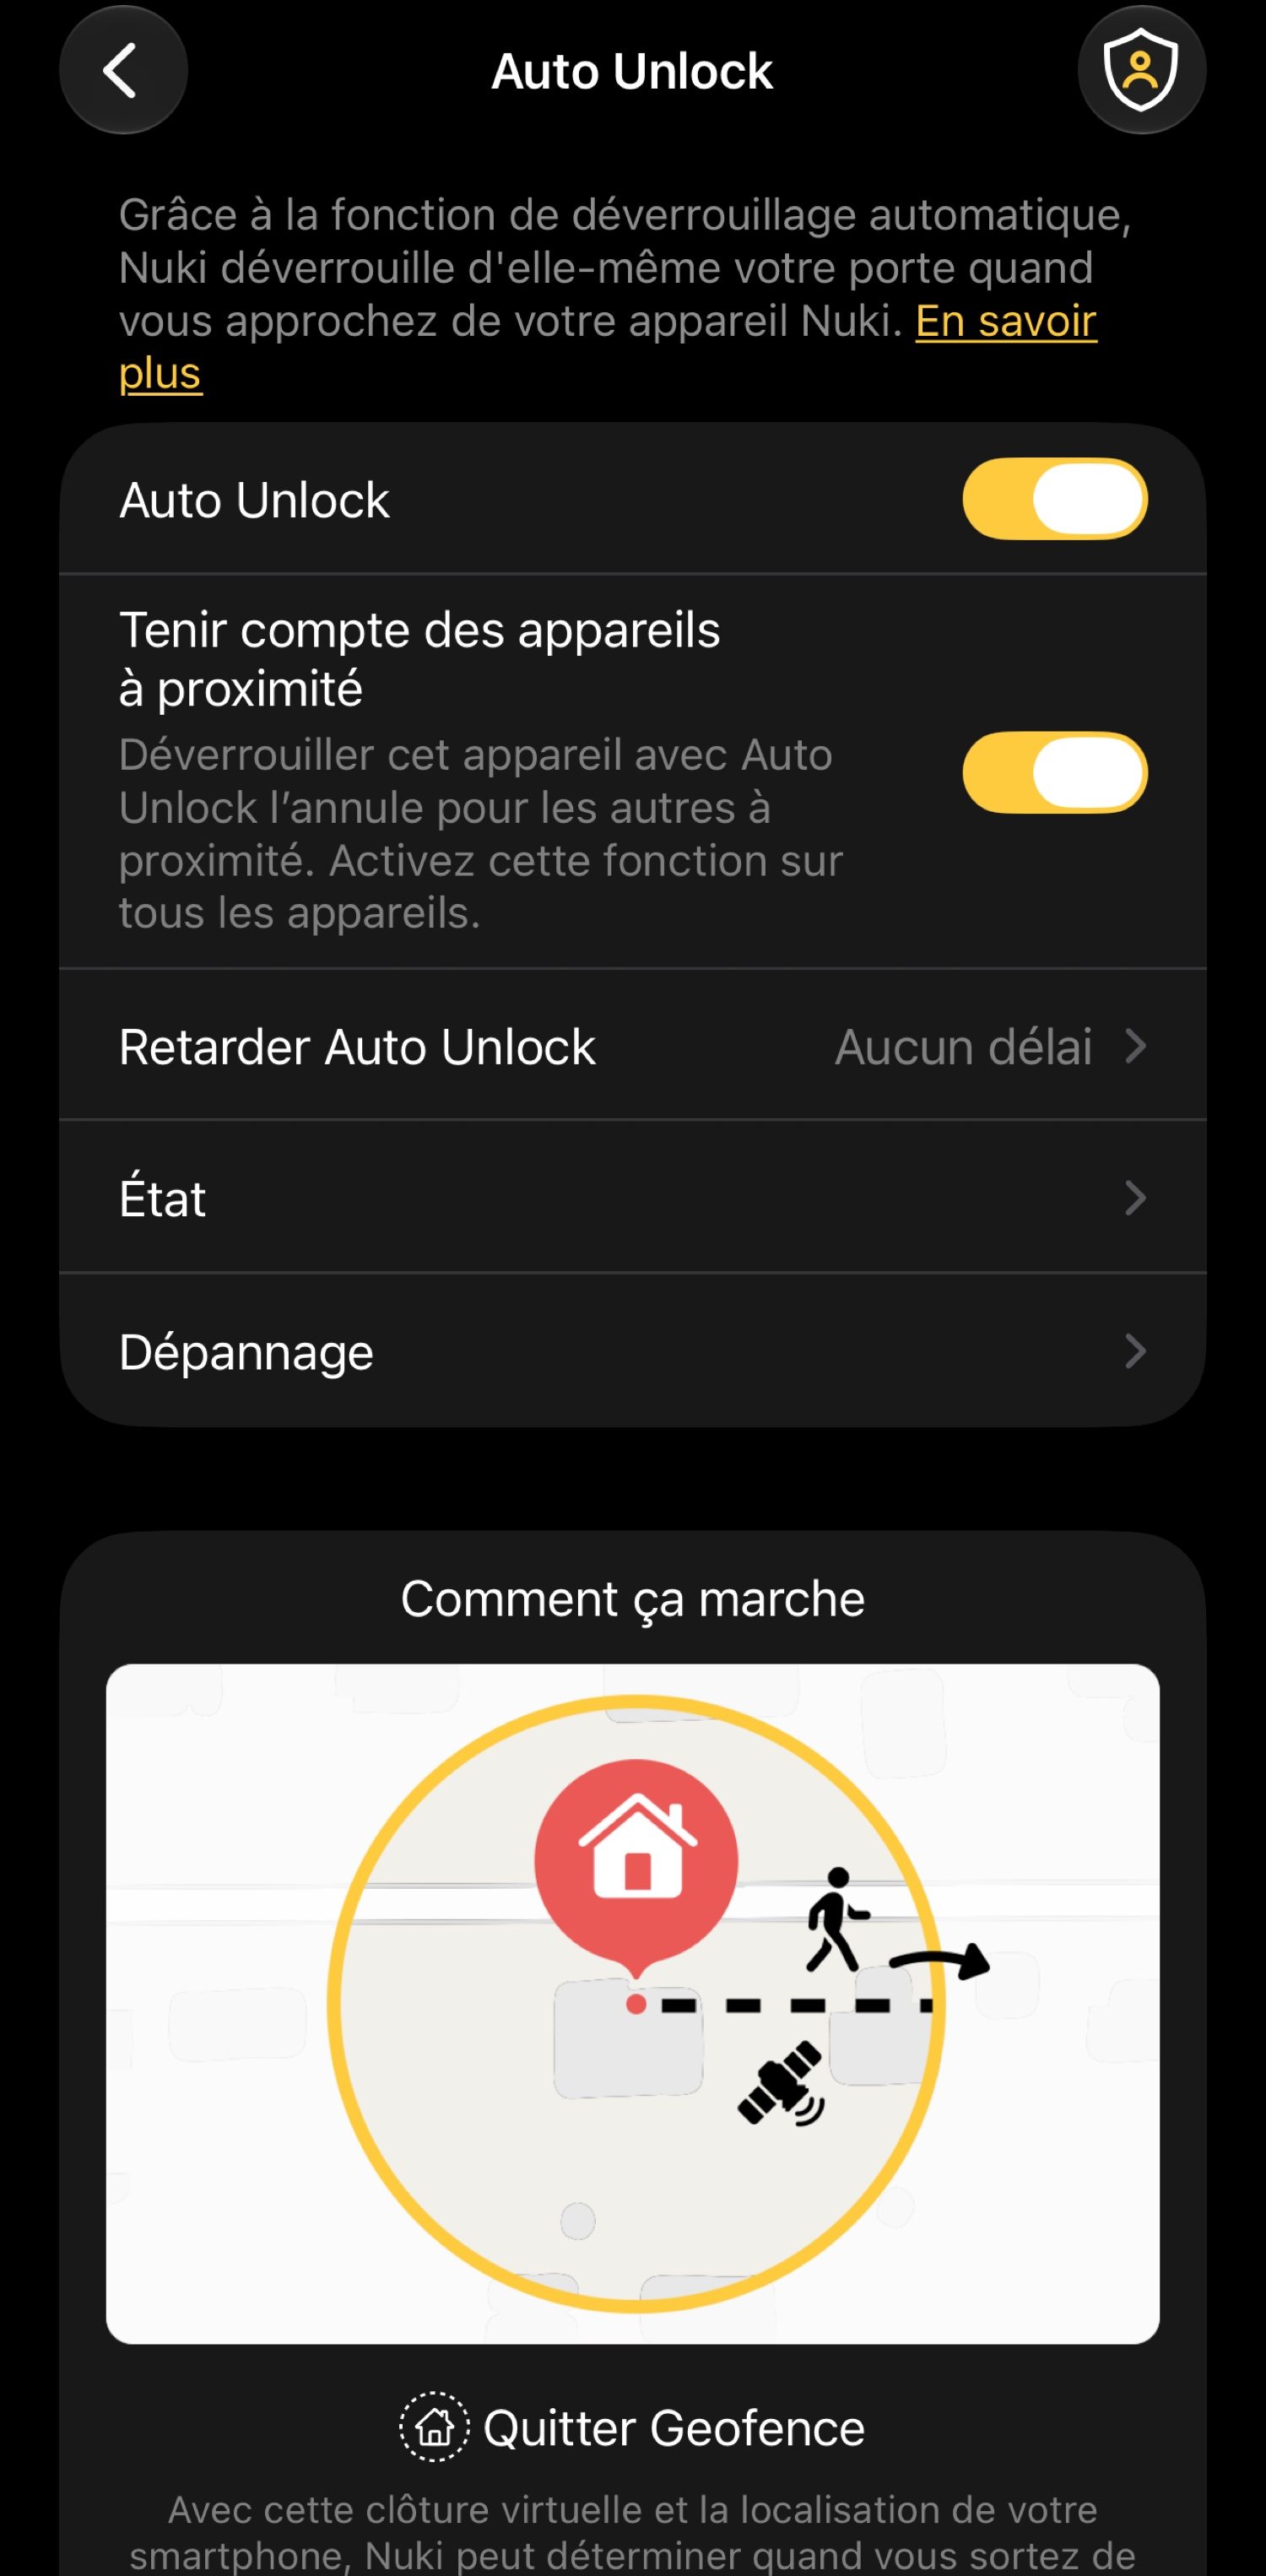 Auto Unlock
Grâce à la fonction de déverrouillage automatique,
Nuki déverrouille d'elle-même votre porte quand
vous approchez de votre appareil Nuki. En savoir
plus
Auto Unlock
Tenir compte des appareils
à proximité
Déverrouiller cet appareil avec Auto
Unlock l’annule pour les autres à
proximité. Activez cette fonction sur
tous les appareils.
Retarder Auto Unlock Aucun délai
État
Dépannage
Comment ça marche
Quitter Geofence
Avec cette clôture virtuelle et la localisation de votre
smartphone, Nuki peut déterminer quand vous sortez de